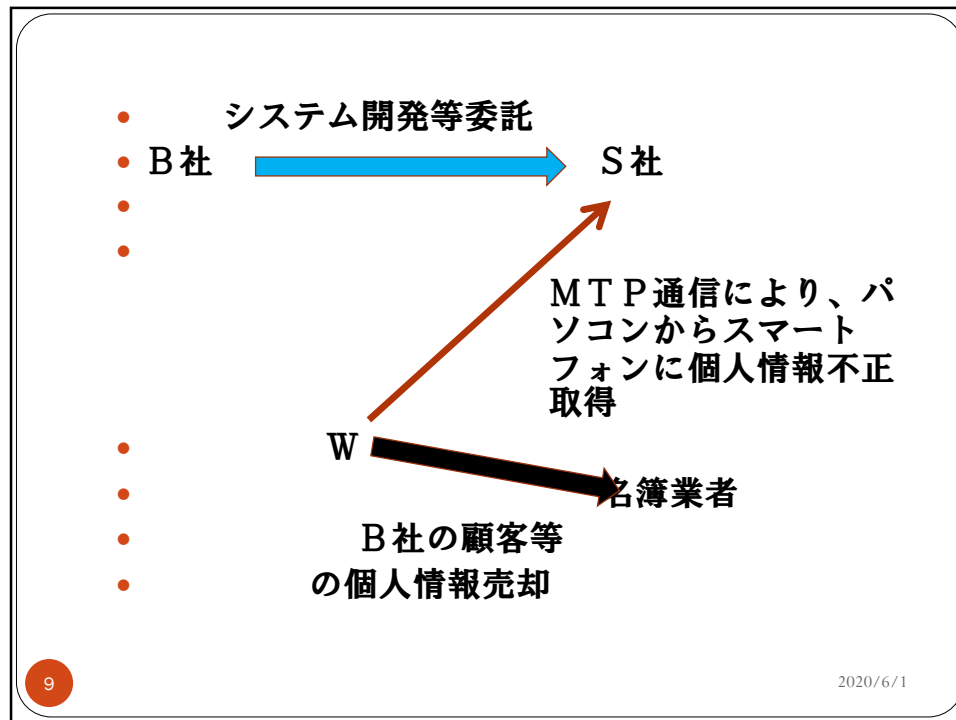 システム開発等委託
Ｂ社 Ｓ社
ＭＴＰ通信により、パ
ソコンからスマート
フォンに個人情報不正
取得
W
名簿業者
Ｂ社の顧客等
の個人情報売却
9
2020/6/1